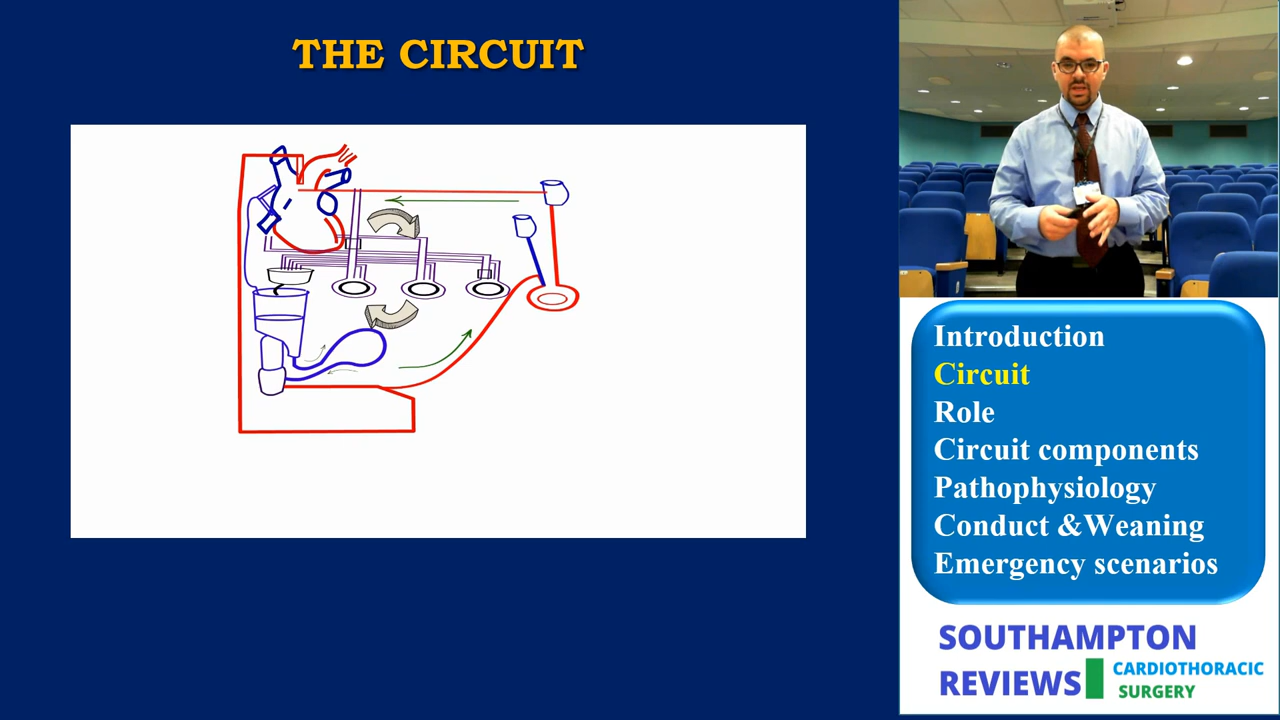 THE CIRCUIT
Introduction
Circuit
Role
Circuit components
Pathophysiology
Conduct &Weaning
Emergency scenarios
SOUTHAMPTON
REVIEWS
CARDIOTHORACIC
SURGERY